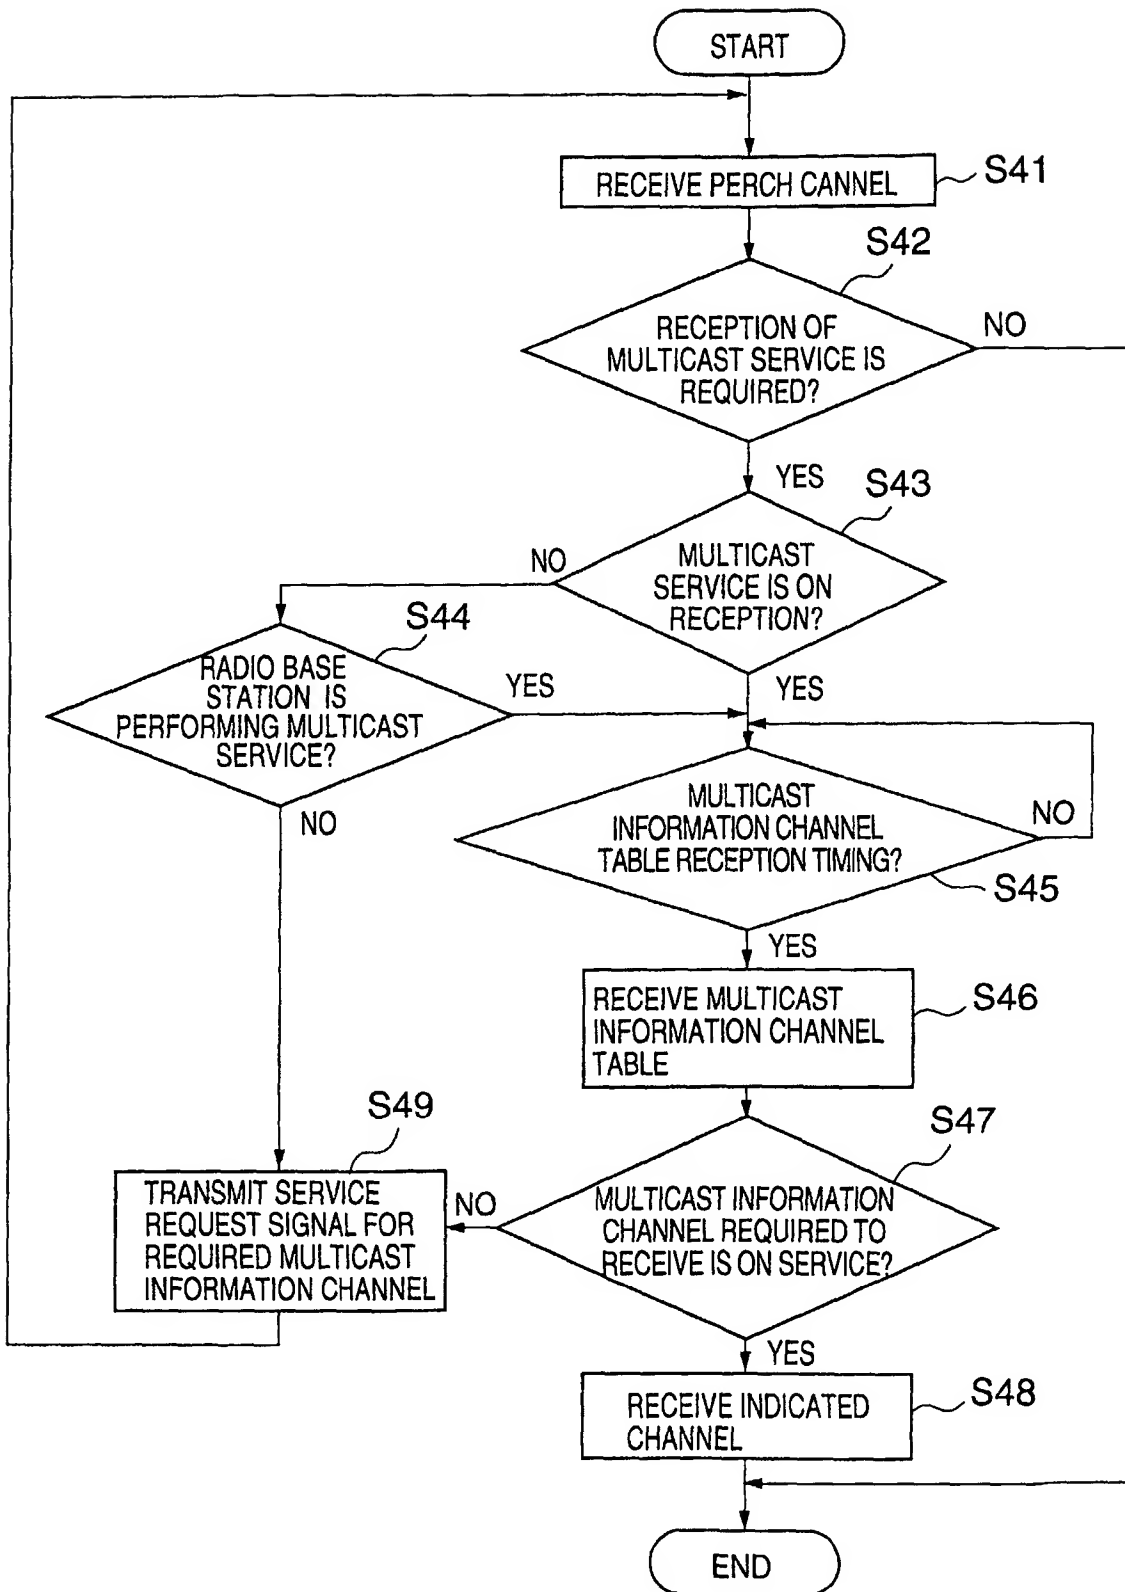 START
RECEIVE PERCH CANNEL
S41
S42
RECEPTION OF
MULTICAST SERVICE IS
REQUIRED?
NO
YES
S43
MULTICAST
SERVICE IS ON
RECEPTION?
NO
YES
S44
RADIO BASE
STATION IS
PERFORMING MULTICAST
SERVICE?
YES
NO
MULTICAST
INFORMATION CHANNEL
TABLE RECEPTION TIMING?
NO
S45
YES
RECEIVE MULTICAST
INFORMATION CHANNEL
TABLE
S46
S47
MULTICAST INFORMATION
CHANNEL REQUIRED TO
RECEIVE IS ON SERVICE?
NO
YES
S49
TRANSMIT SERVICE
REQUEST SIGNAL FOR
REQUIRED MULTICAST
INFORMATION CHANNEL
RECEIVE INDICATED
CHANNEL
S48
END